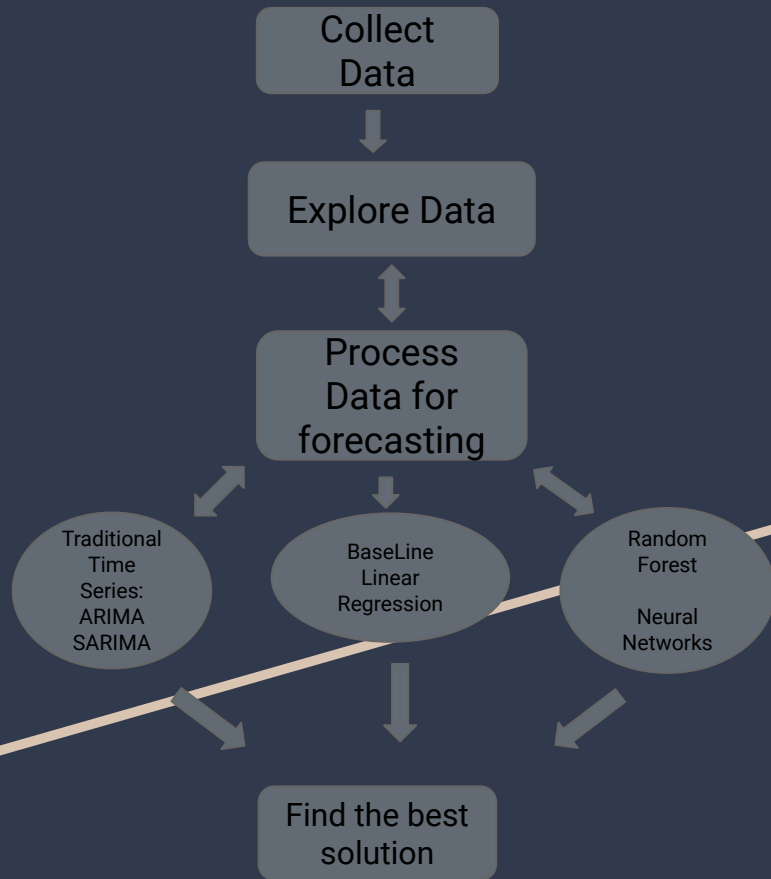 Collect
Data
Explore Data
Process
Data for
forecasting
Traditional
Time
Series:
ARIMA
SARIMA
BaseLine
Linear
Regression
Random
Forest
Neural
Networks
Find the best
solution